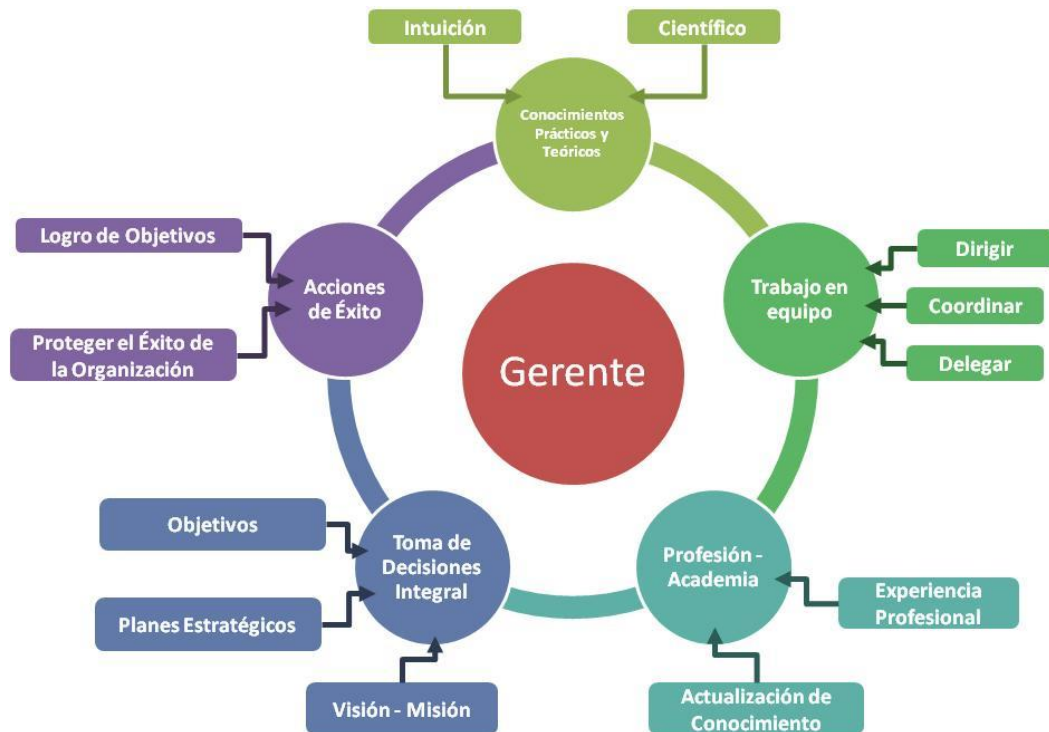 Intuición
Científico
Conocimientos
Prácticos y
Teóricos
Logro de Objetivos
Proteger el Éxito de
la Organización
Acciones
de Éxito
Gerente
Trabajo en
equipo
Dirigir
Coordinar
Delegar
Objetivos
Planes Estratégicos
Visión - Misión
Toma de
Decisiones
Integral
Profesión -
Academia
Experiencia
Profesional
Actualización de
Conocimiento